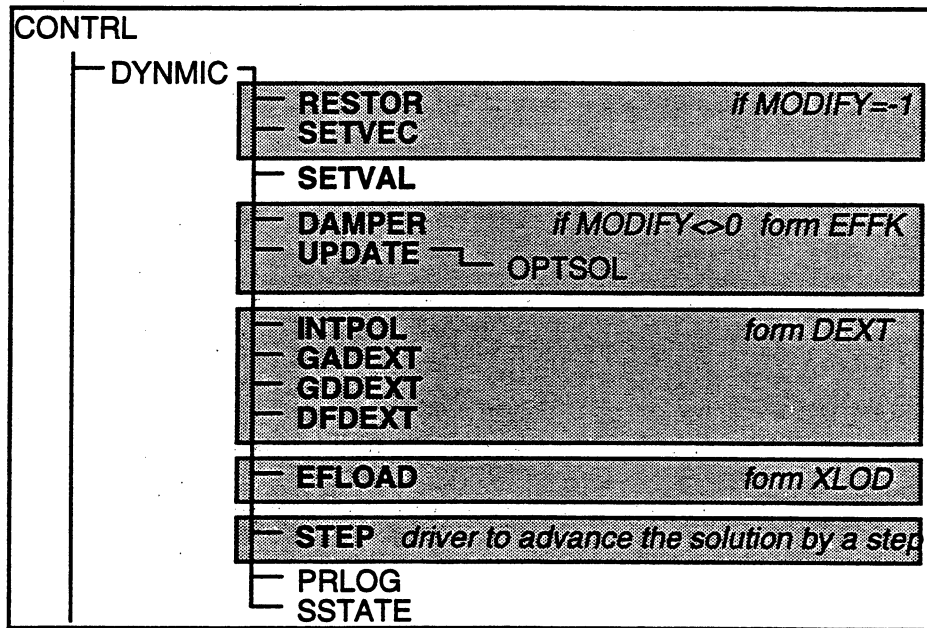 CONTRL
DYNMIC
RESTOR if MODIFY=-1
SETVEC
SETVAL
DAMPER if MODIFY<>0 form EFFK
UPDATE
OPTSOL
INTPOL form DEXT
GADEXT
GDDEXT
DFDEXT
EFLOAD form XLOD
STEP driver to advance the solution by a step
PRLOG
SSTATE